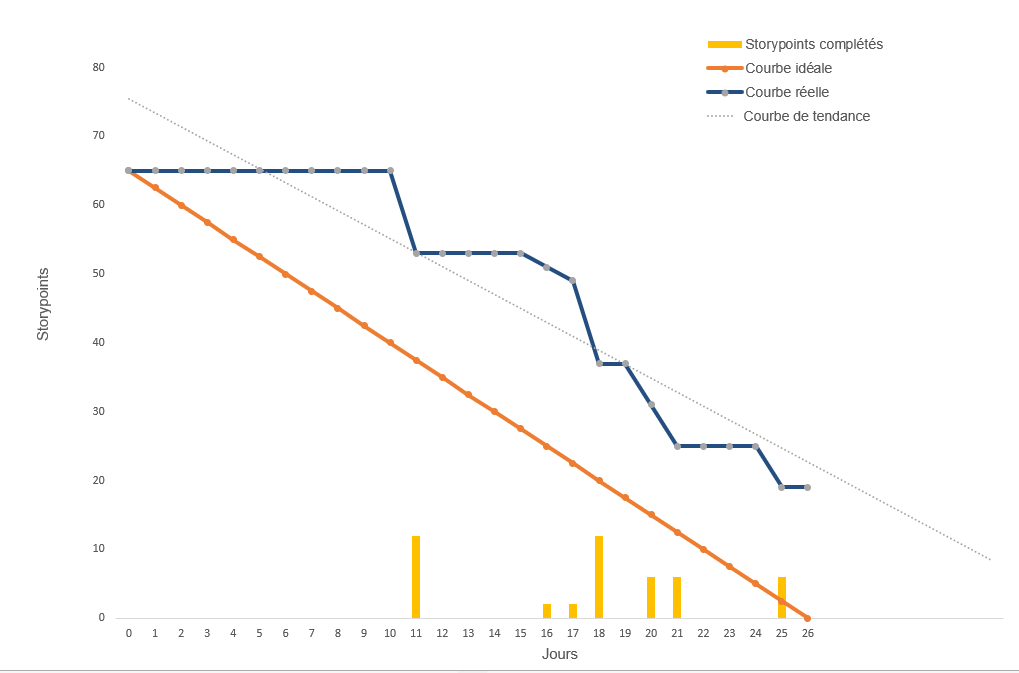 Storypoints complétés
Courbe idéale
Courbe réelle
Courbe de tendance
80
70
60
50
40
30
20
10
0
Storypoints
0 1 2 3 4 5 6 7 8 9 10 11 12 13 14 15 16 17 18 19 20 21 22 23 24 25 26
Jours